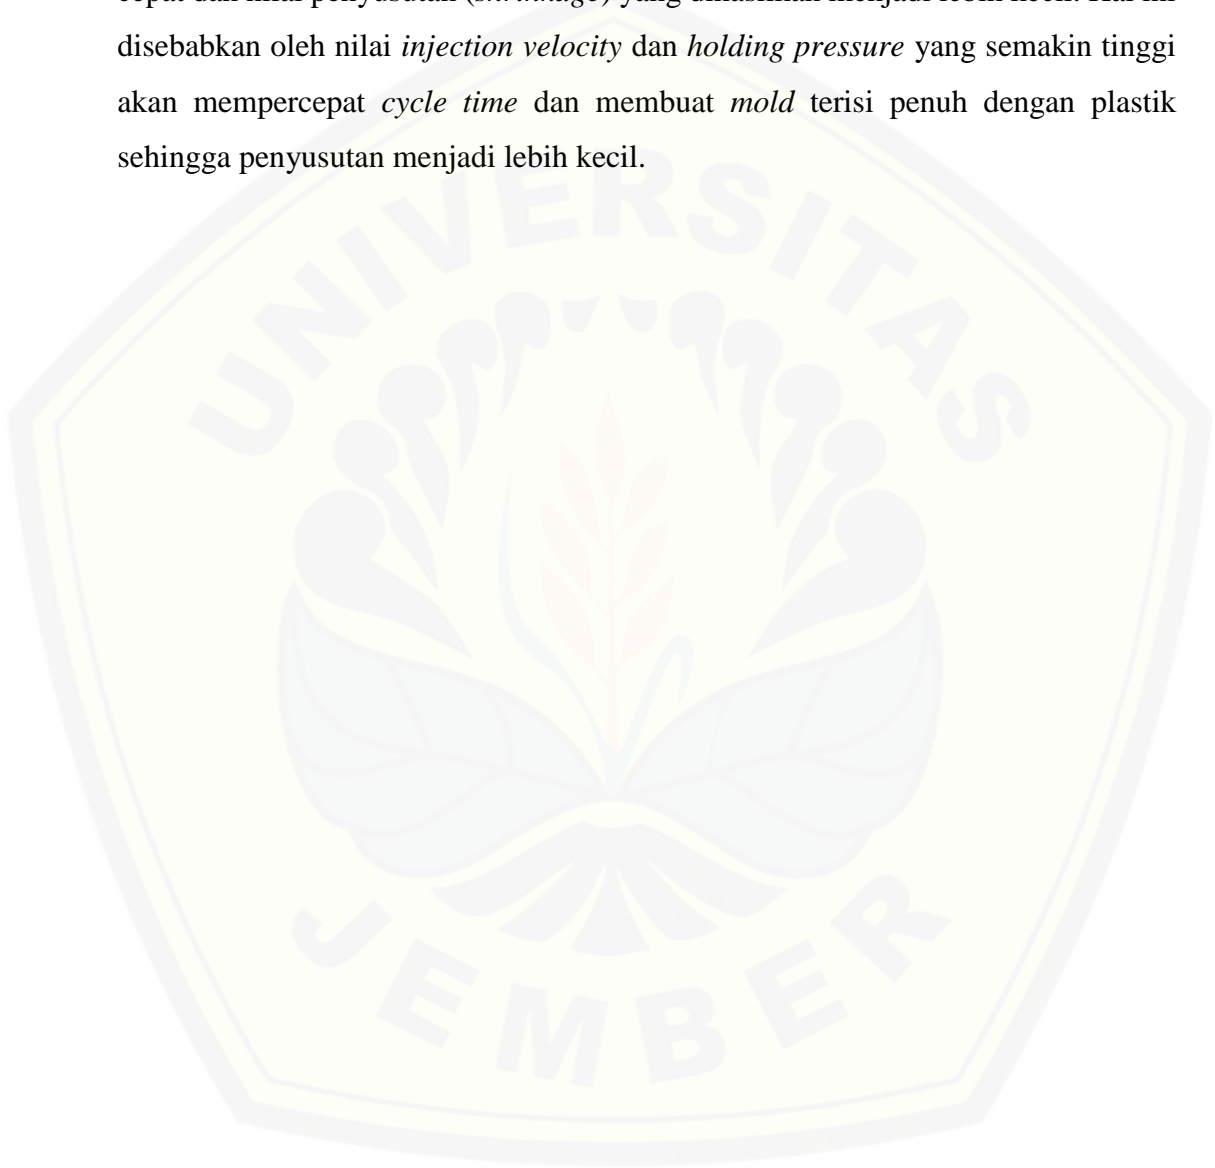 cepat dan nilai penyusutan (shrinkage) yang dihasilkan menjadi lebih kecil. Hal ini
disebabkan oleh nilai injection velocity dan holding pressure yang semakin tinggi
akan mempercepat cycle time dan membuat mold terisi penuh dengan plastik
sehingga penyusutan menjadi lebih kecil.
UNIVERSITAS
JEMBER